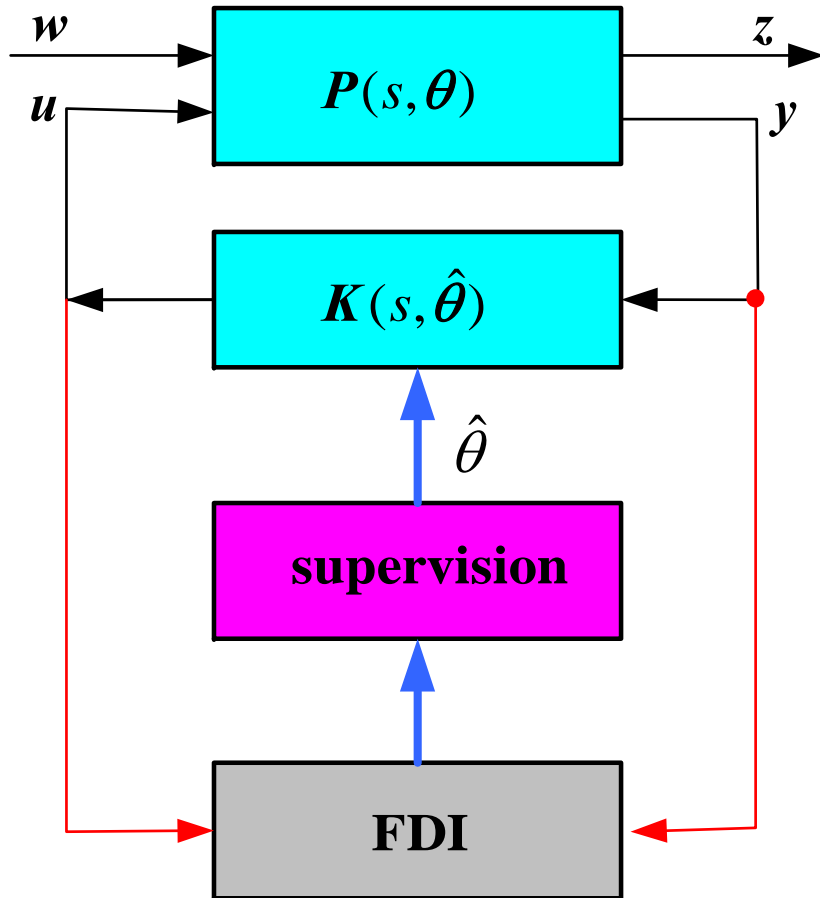 w
z
P(s, θ)
u
y
K(s, θ̂)
θ̂
supervision
FDI